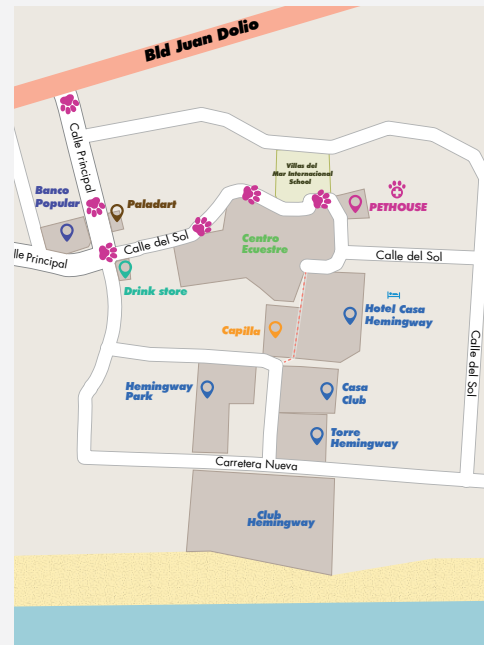 Bld Juan Dolio
Calle Principal
Villas del
Mar Internacional
School
Banco
Popular
Paladart
PETHOUSE
Calle del Sol
Centro
Ecuestro
lle Principal
Calle del Sol
Drink store
Hotel Casa
Hemingway
Capilla
Calle del Sol
Hemingway
Park
Casa
Club
Torre
Hemingway
Carretera Nueva
Club
Hemingway